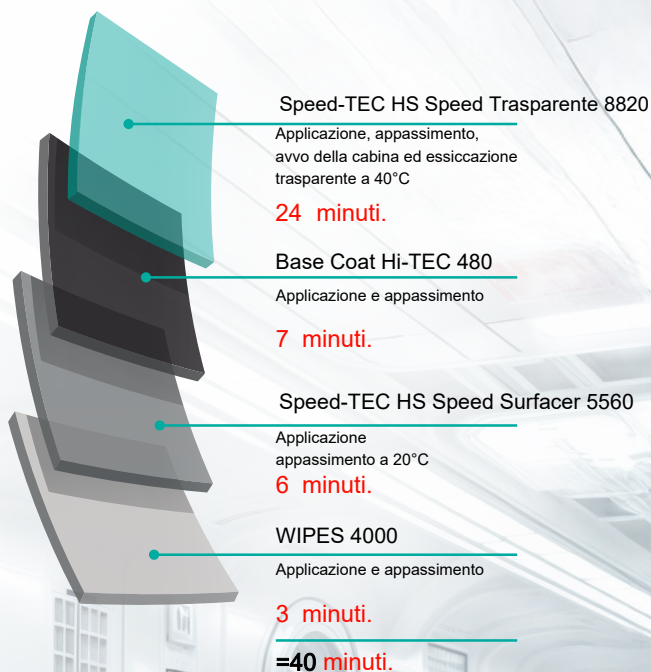 Speed-TEC HS Speed Trasparente 8820
Applicazione, appassimento,
avvo della cabina ed essiccazione
trasparente a 40°C
24 minuti.
Base Coat Hi-TEC 480
Applicazione e appassimento
7 minuti.
Speed-TEC HS Speed Surfacer 5560
Applicazione
appassimento a 20°C
6 minuti.
WIPES 4000
Applicazione e appassimento
3 minuti.
=40 minuti.